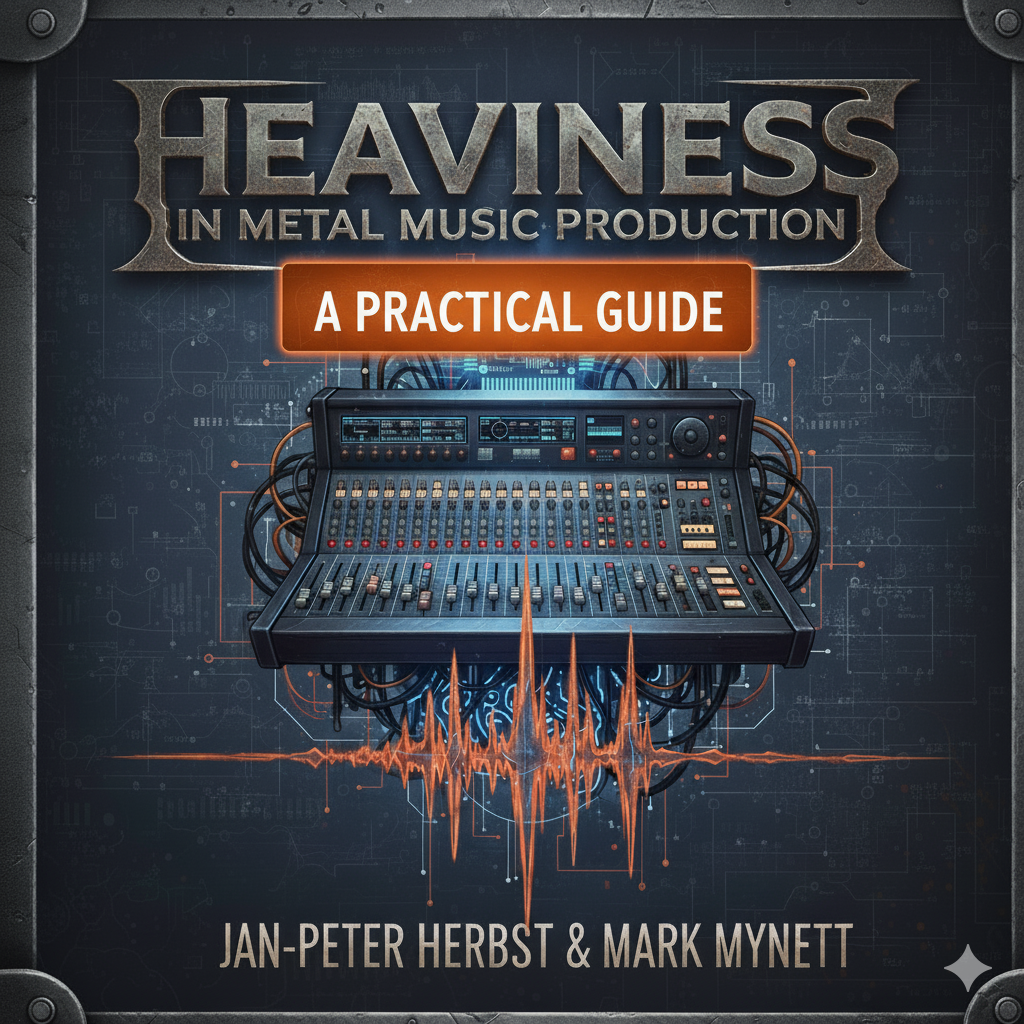 HEAVINESS
IN METAL MUSIC PRODUCTION
A PRACTICAL GUIDE
JAN-PETER HERBST & MARK MYNETT